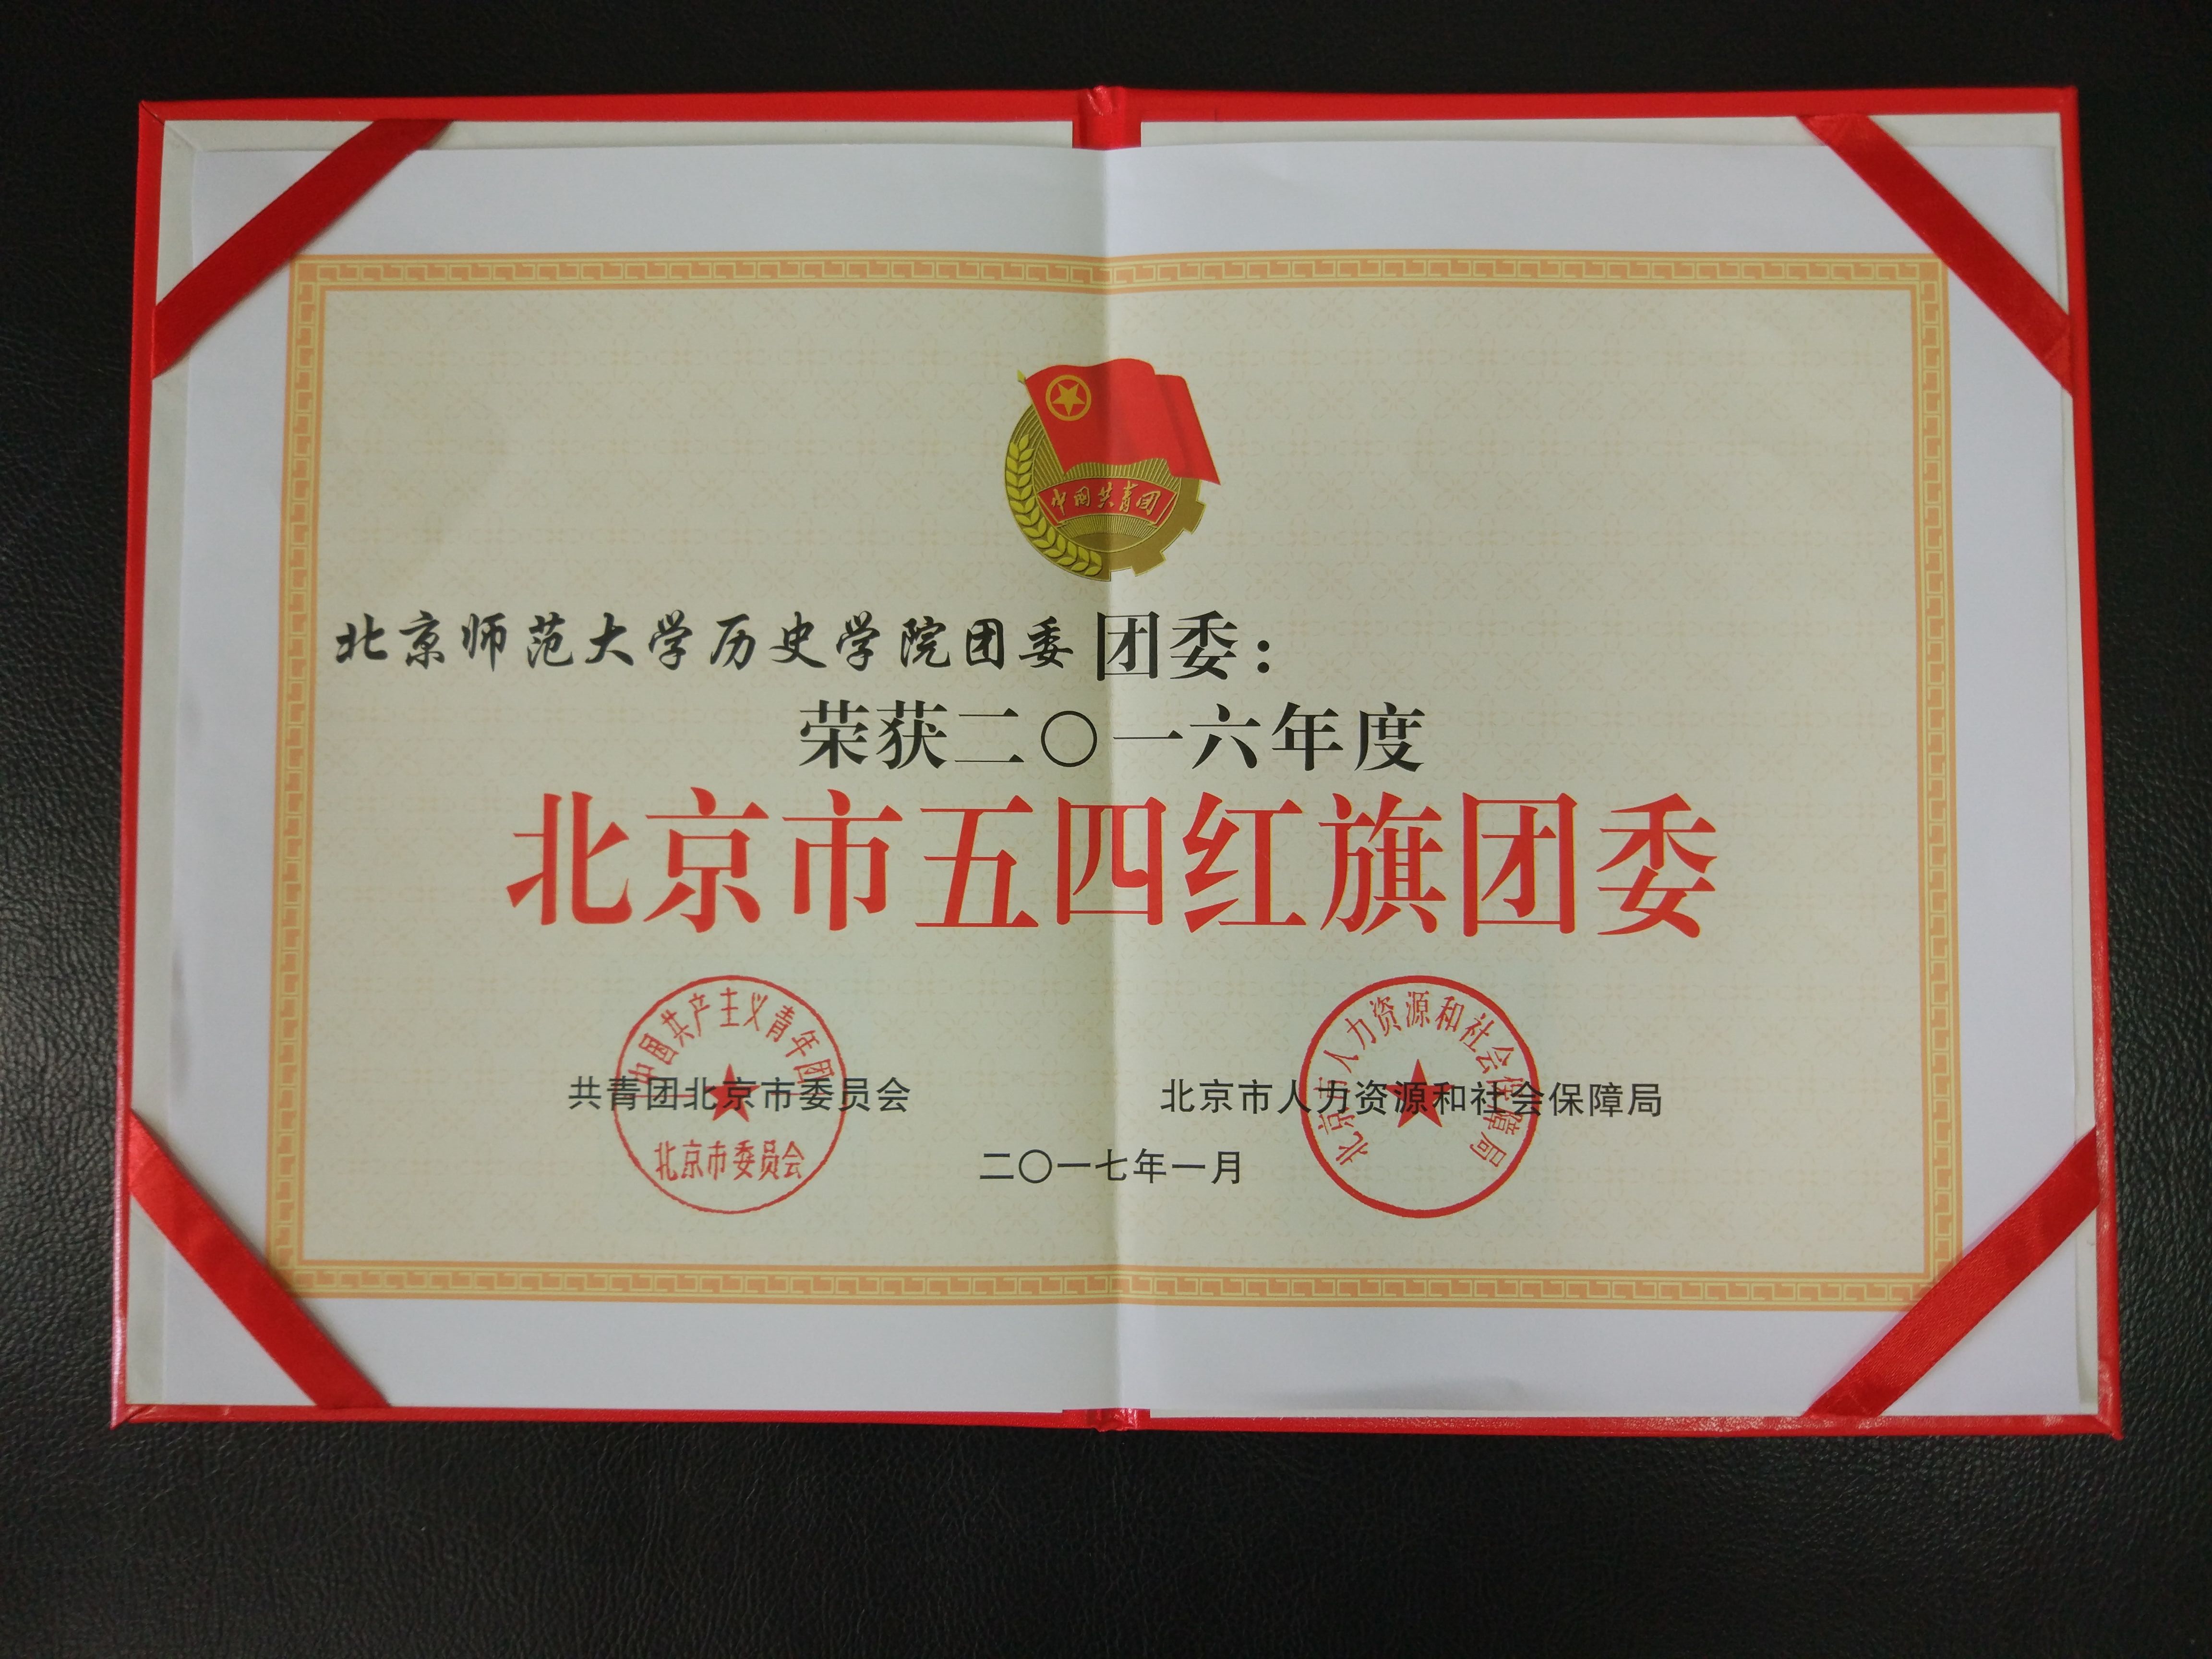 中国共青团
北京师范大学历史学院团委 团委：
荣获二〇一六年度
北京市五四红旗团委
中国共产主义青年团
北京市委员会
共青团北京市委员会
北京市人力资源和社会保障局
北京市人力资源和社会保障局
二〇一七年一月